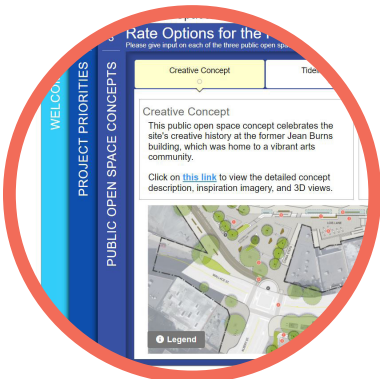 Rate Options for the
Please give input on each of the three public open
WELCOM
PROJECT PRIORITIES
PUBLIC OPEN SPACE CONCEPTS
Creative Concept
Creative Concept
This public open space concept celebrates the
site's creative history at the former Jean Burns
building, which was home to a vibrant arts
community.
Click on this link to view the detailed concept
description, inspiration imagery, and 3D views.
Legend